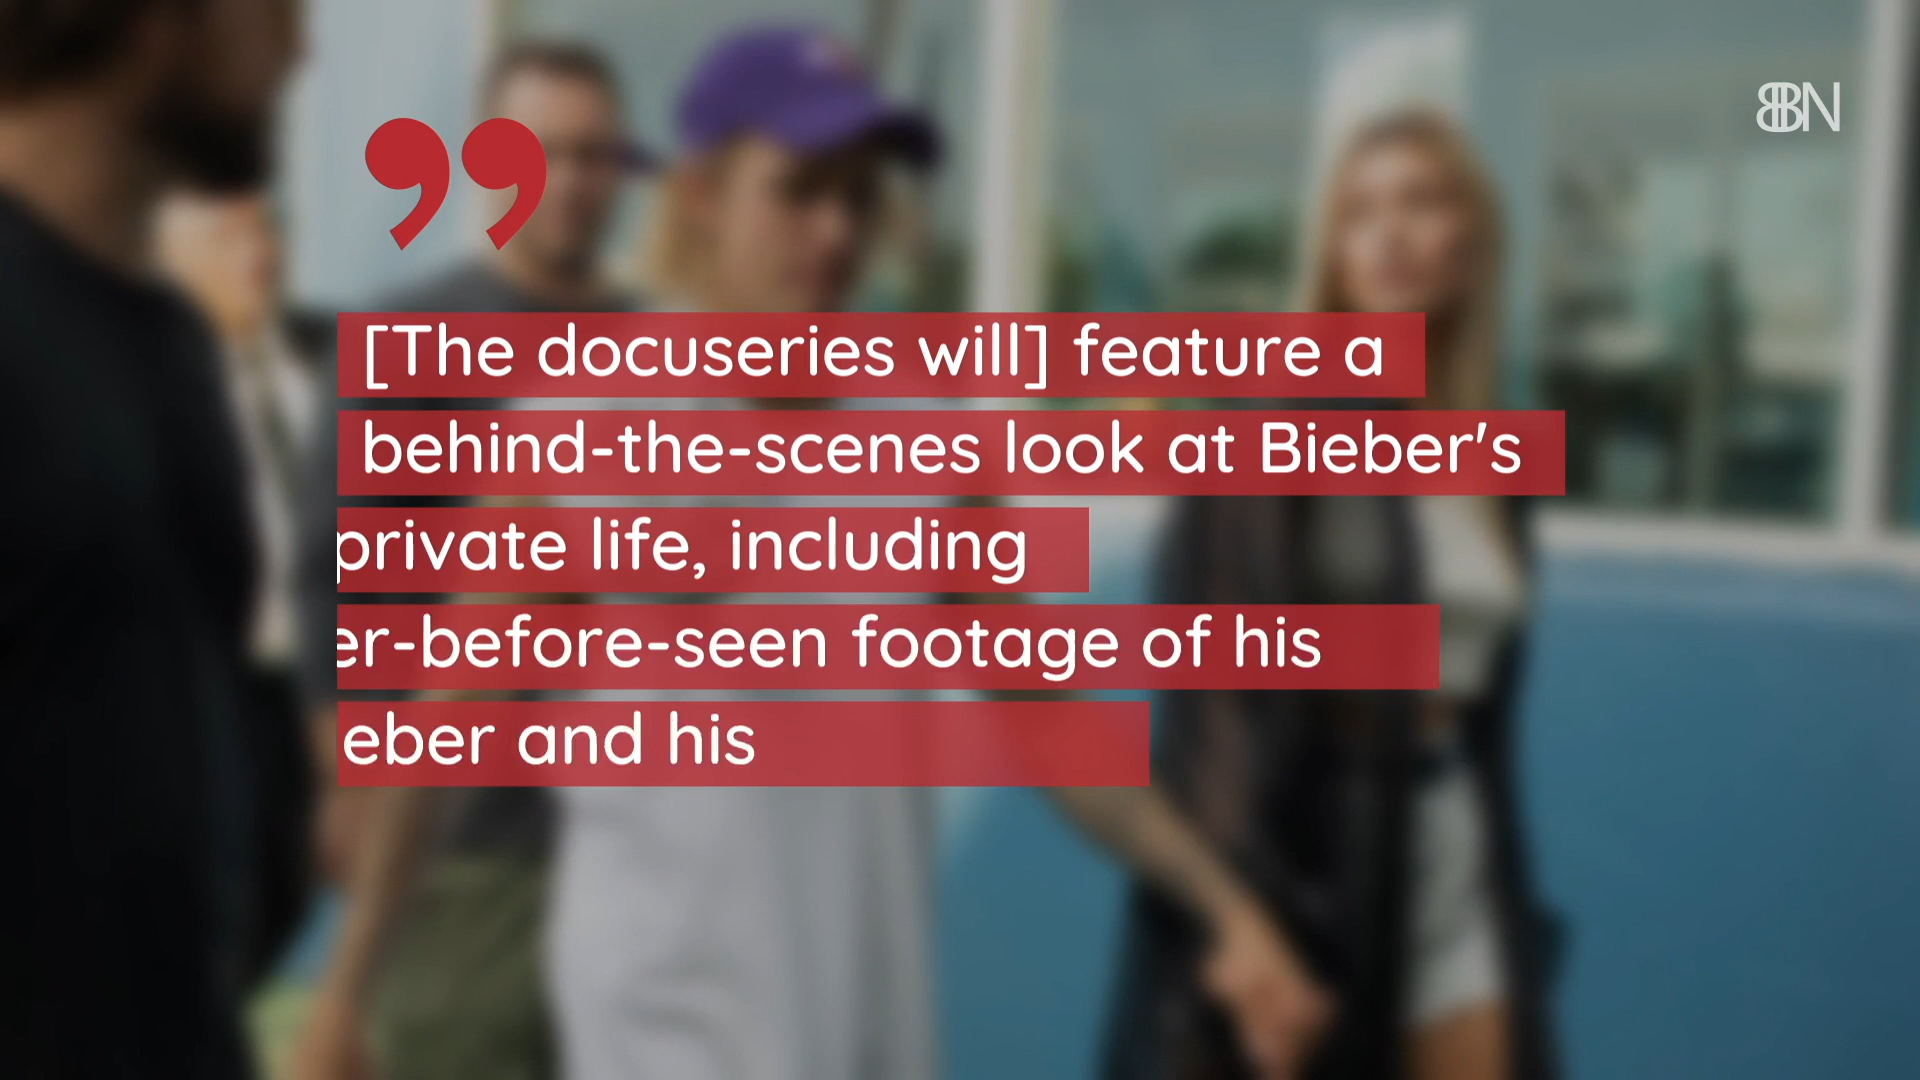 BBN
[The docuseries will] feature a
behind-the-scenes look at Bieber's
private life, including
er-before-seen footage of his
eber and his